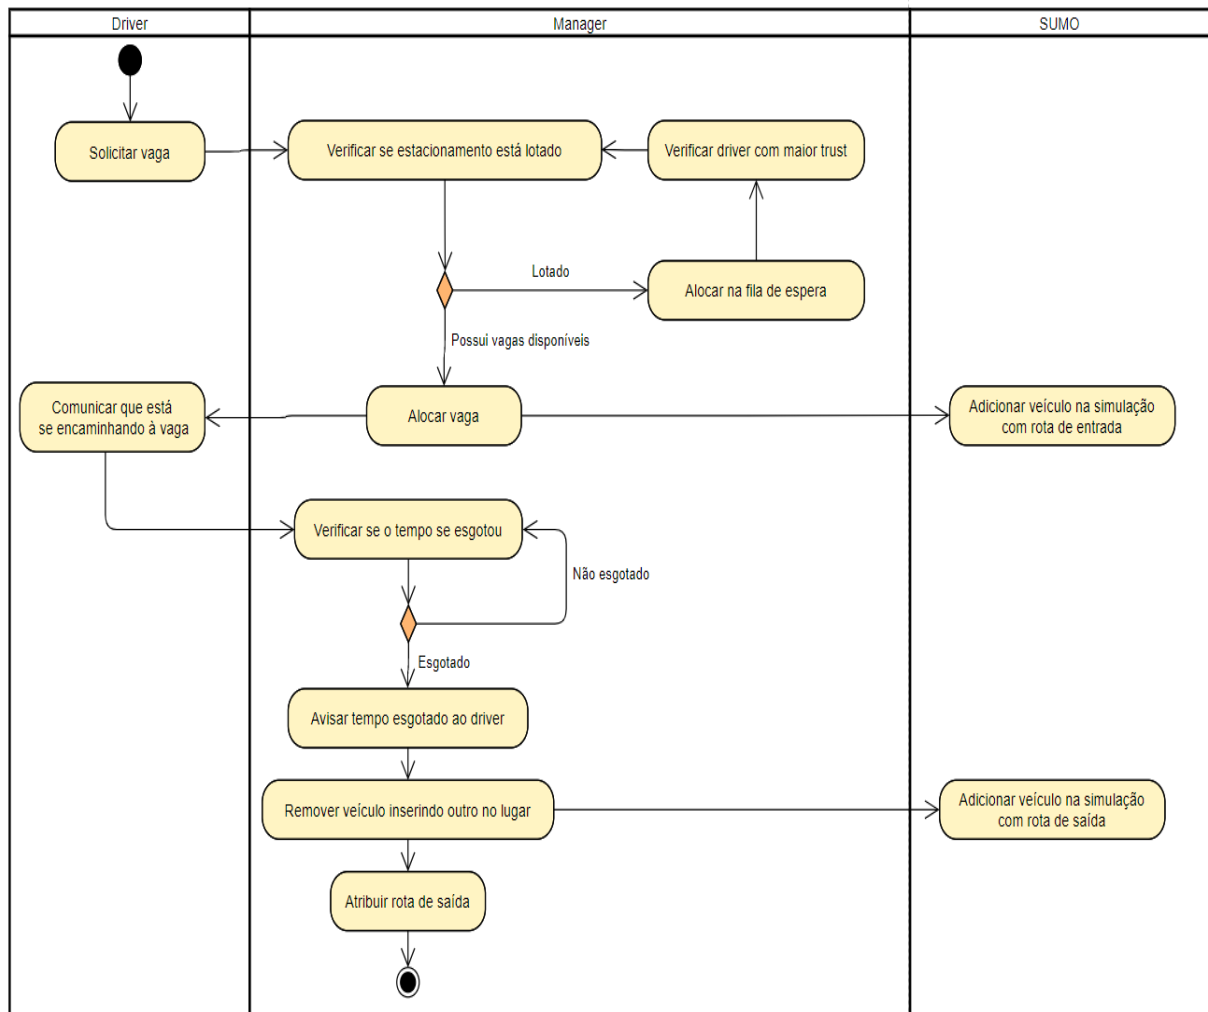 Driver
Manager
SUMO
Solicitar vaga
Verificar se estacionamento está lotado
Verificar driver com maior trust
Lotado
Alocar na fila de espera
Possui vagas disponíveis
Comunicar que está
se encaminhando à vaga
Alocar vaga
Adicionar veículo na simulação
com rota de entrada
Verificar se o tempo se esgotou
Não esgotado
Esgotado
Avisar tempo esgotado ao driver
Remover veículo inserindo outro no lugar
Adicionar veículo na simulação
com rota de saída
Atribuir rota de saída